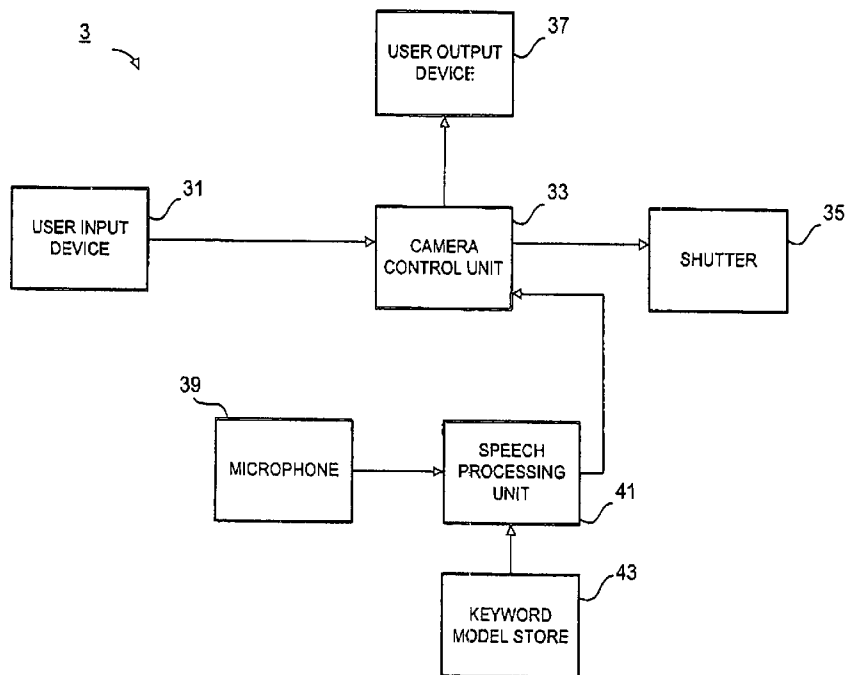 3
37
USER OUTPUT
DEVICE
31
USER INPUT
DEVICE
33
CAMERA
CONTROL UNIT
35
SHUTTER
39
MICROPHONE
SPEECH
PROCESSING
UNIT
41
43
KEYWORD
MODEL STORE